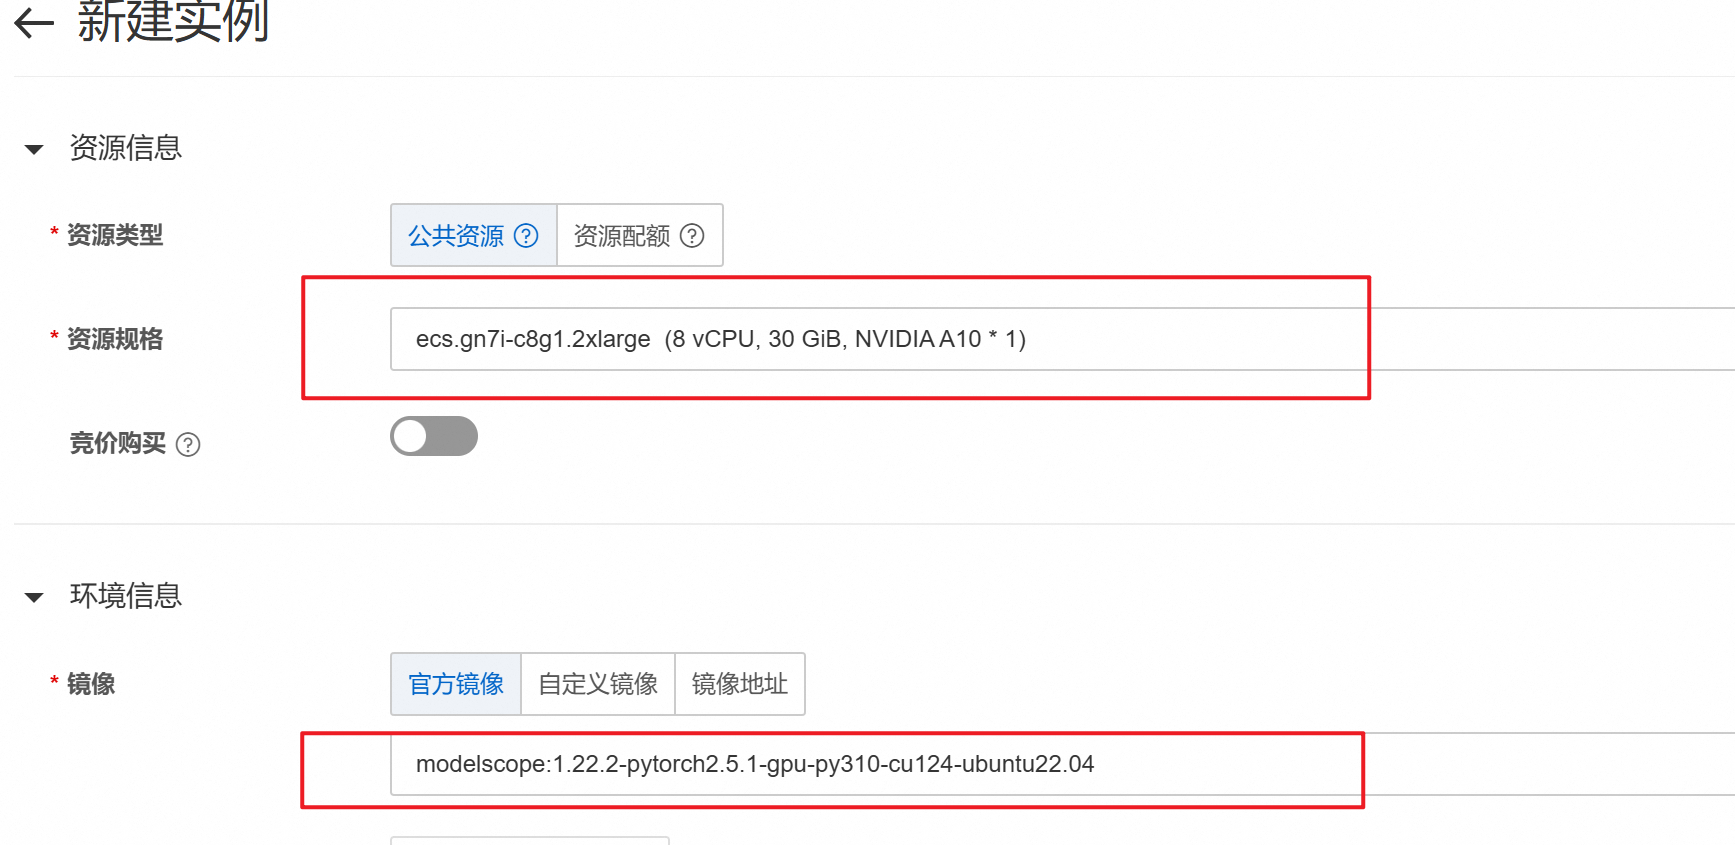 新建实例
资源信息
* 资源类型
公共资源 ? 资源配额 ?
* 资源规格
ecs.gn7i-c8g1.2xlarge (8 vCPU, 30 GiB, NVIDIA A10 * 1)
竞价购买 ?
环境信息
* 镜像
官方镜像 自定义镜像 镜像地址
modelscope:1.22.2-pytorch2.5.1-gpu-py310-cu124-ubuntu22.04